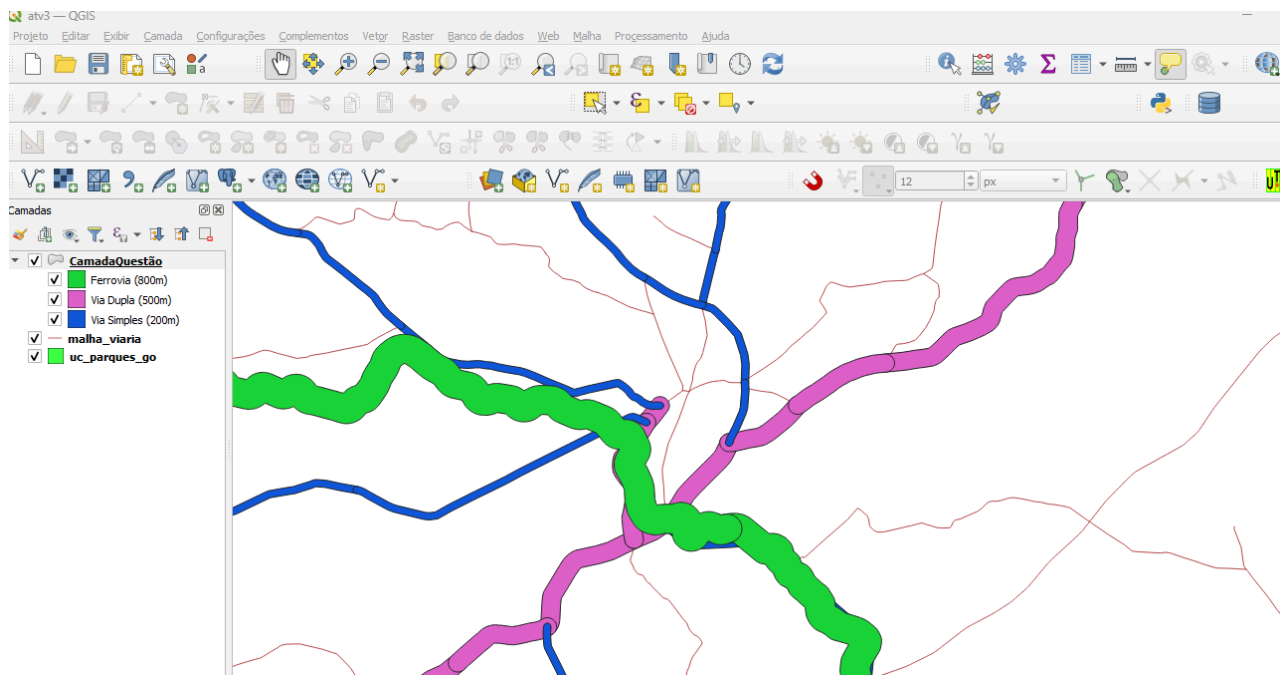 atv3 — QGIS
Projeto Editar Exibir Camada Configurações Complementos Vetor Raster Banco de dados Web Malha Processamento Ajuda
12 px
Camadas
CamadaQuestão
Ferrovia (800m)
Via Dupla (500m)
Via Simples (200m)
malha_viaria
uc_parques_go